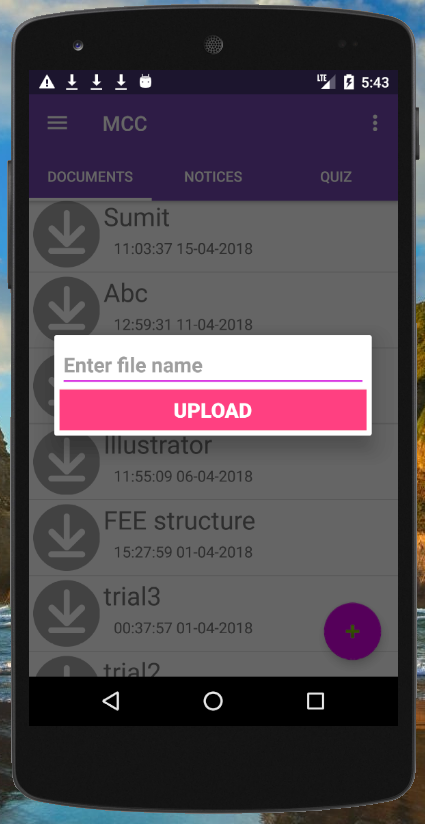 LTE 5:43
MCC
DOCUMENTS NOTICES QUIZ
Sumit
11:03:37 15-04-2018
Abc
12:59:31 11-04-2018
Enter file name
UPLOAD
Illustrator
11:55:09 06-04-2018
FEE structure
15:27:59 01-04-2018
trial3
00:37:57 01-04-2018
trial2